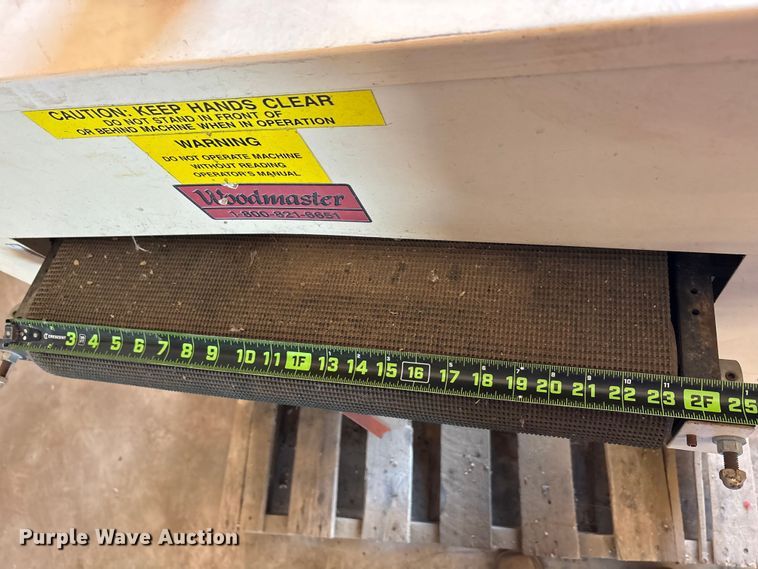 CAUTION: KEEP HANDS CLEAR
DO NOT STAND IN FRONT OF
OR BEHIND MACHINE WHEN IN OPERATION
WARNING
DO NOT OPERATE MACHINE
WITHOUT READING
OPERATOR'S MANUAL
Woodmaster
1-800-821-6651
CRESCENT 3 4 5 6 7 8 9 10 11 1F 13 14 15 16 17 18 19 20 21 22 23 2F 25
Purple Wave Auction